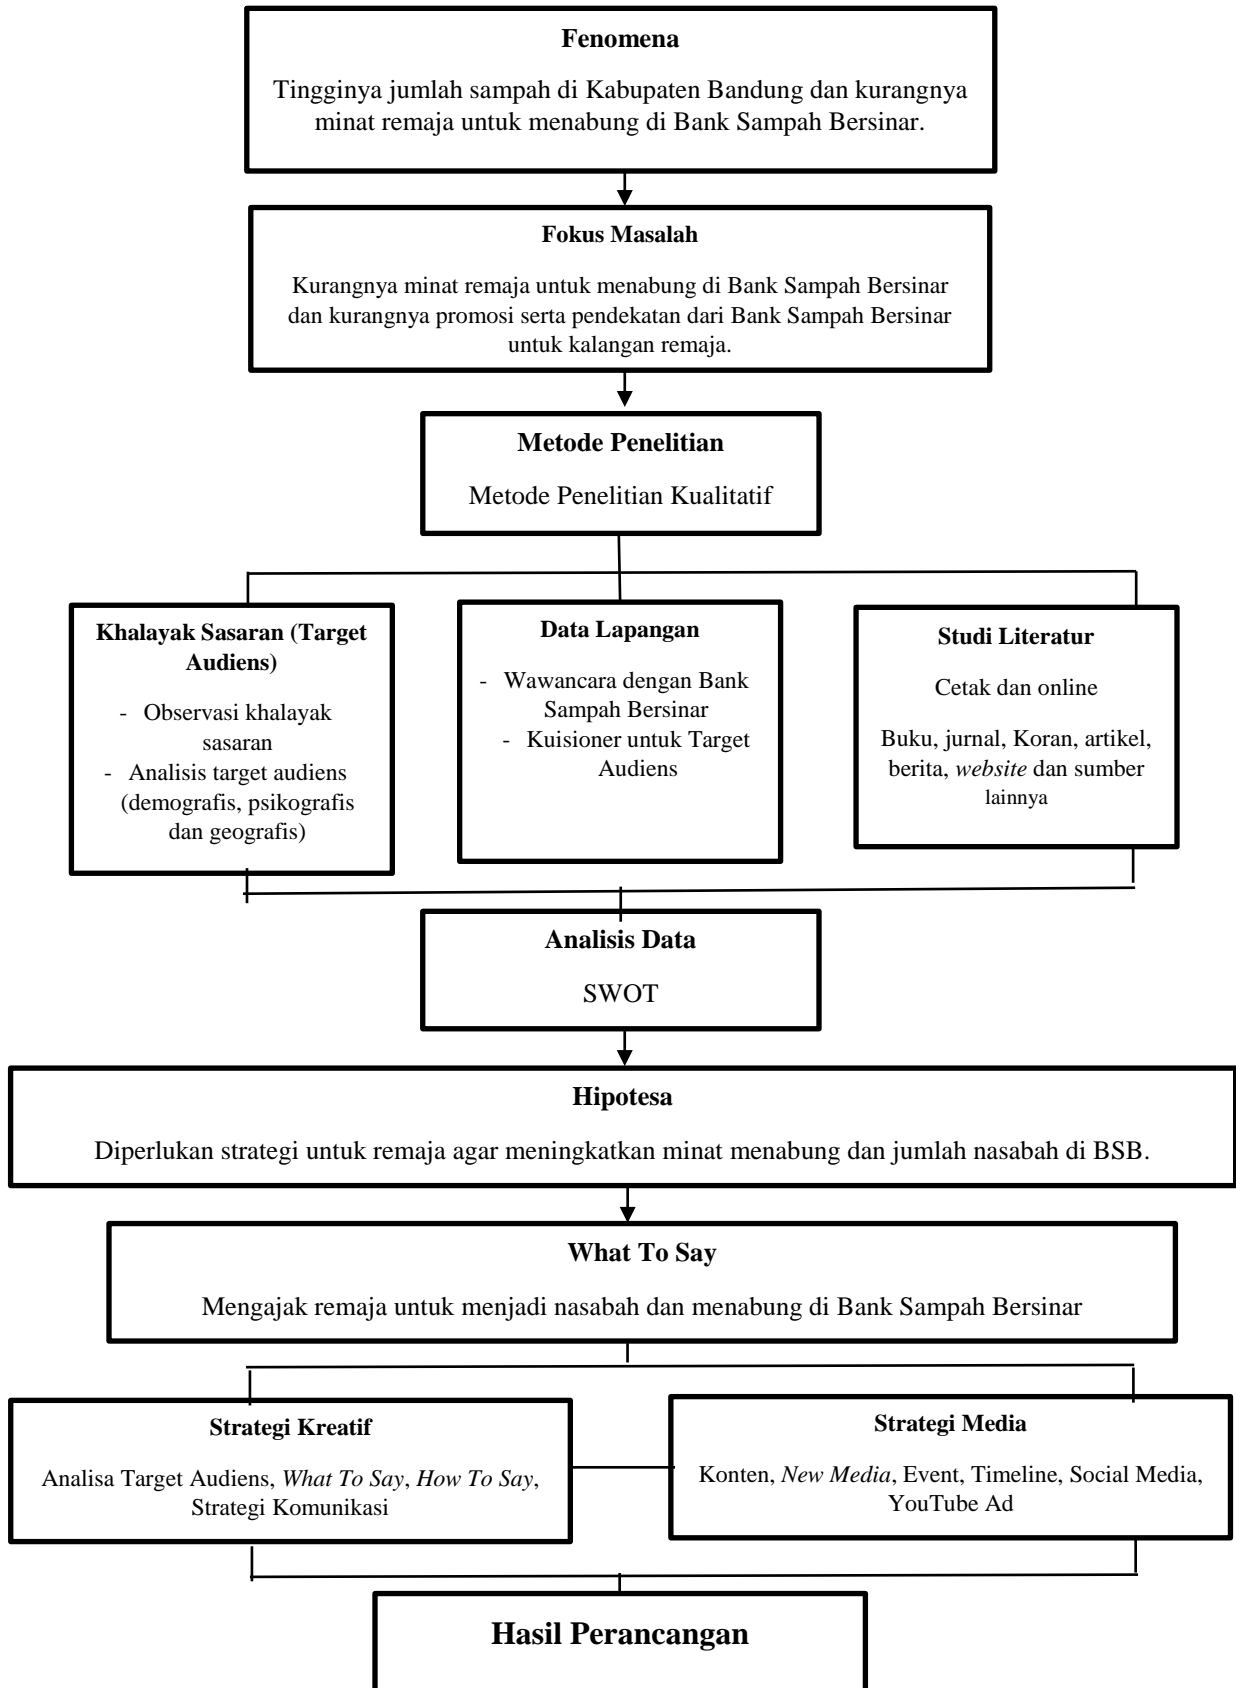 Fenomena
Tingginya jumlah sampah di Kabupaten Bandung dan kurangnya
minat remaja untuk menabung di Bank Sampah Bersinar.
Fokus Masalah
Kurangnya minat remaja untuk menabung di Bank Sampah Bersinar
dan kurangnya promosi serta pendekatan dari Bank Sampah Bersinar
untuk kalangan remaja.
Metode Penelitian
Metode Penelitian Kualitatif
Khalayak Sasaran (Target
Audiens)
- Observasi khalayak
sasaran
- Analisis target audiens
(demografis, psikografis
dan geografis)
Data Lapangan
- Wawancara dengan Bank
Sampah Bersinar
- Kuisioner untuk Target
Audiens
Studi Literatur
Cetak dan online
Buku, jurnal, Koran, artikel,
berita, website dan sumber
lainnya
Analisis Data
SWOT
Hipotesa
Diperlukan strategi untuk remaja agar meningkatkan minat menabung dan jumlah nasabah di BSB.
What To Say
Mengajak remaja untuk menjadi nasabah dan menabung di Bank Sampah Bersinar
Strategi Kreatif
Analisa Target Audiens, What To Say, How To Say,
Strategi Komunikasi
Strategi Media
Konten, New Media, Event, Timeline, Social Media,
YouTube Ad
Hasil Perancangan